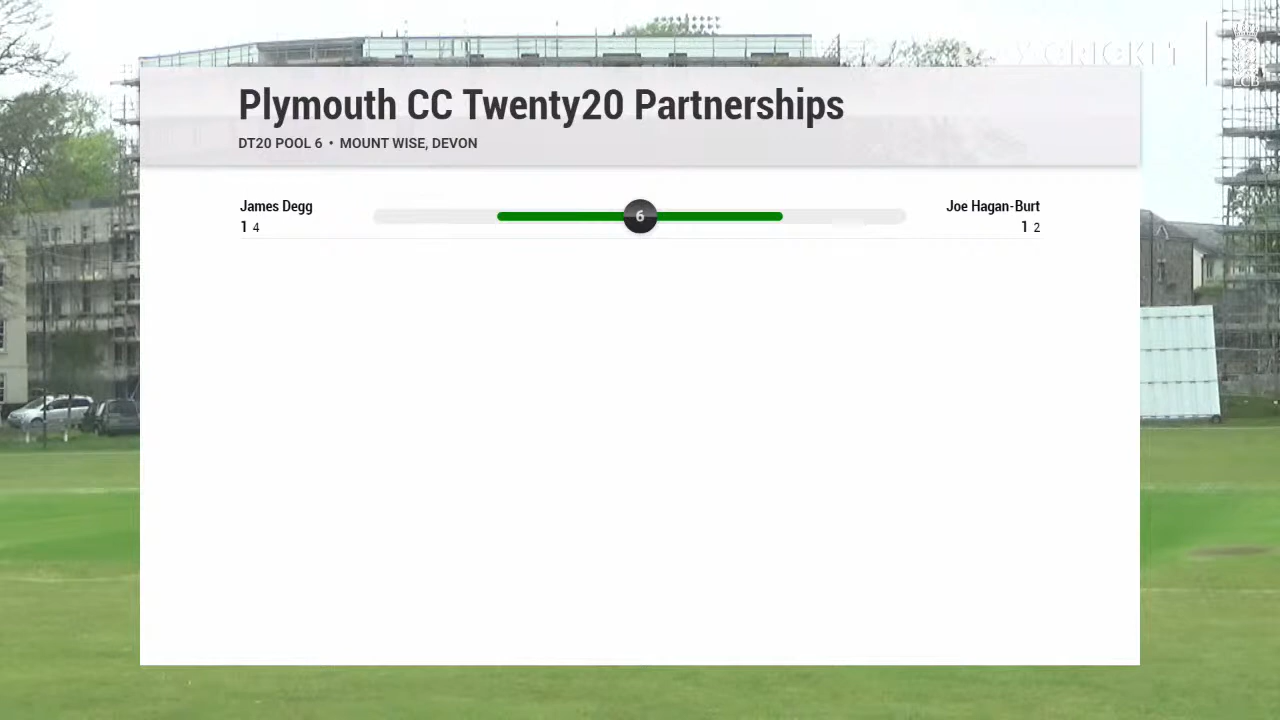 Plymouth CC Twenty20 Partnerships
DT20 POOL 6 • MOUNT WISE, DEVON
James Degg
Joe Hagan-Burt
6
1 4
1 2